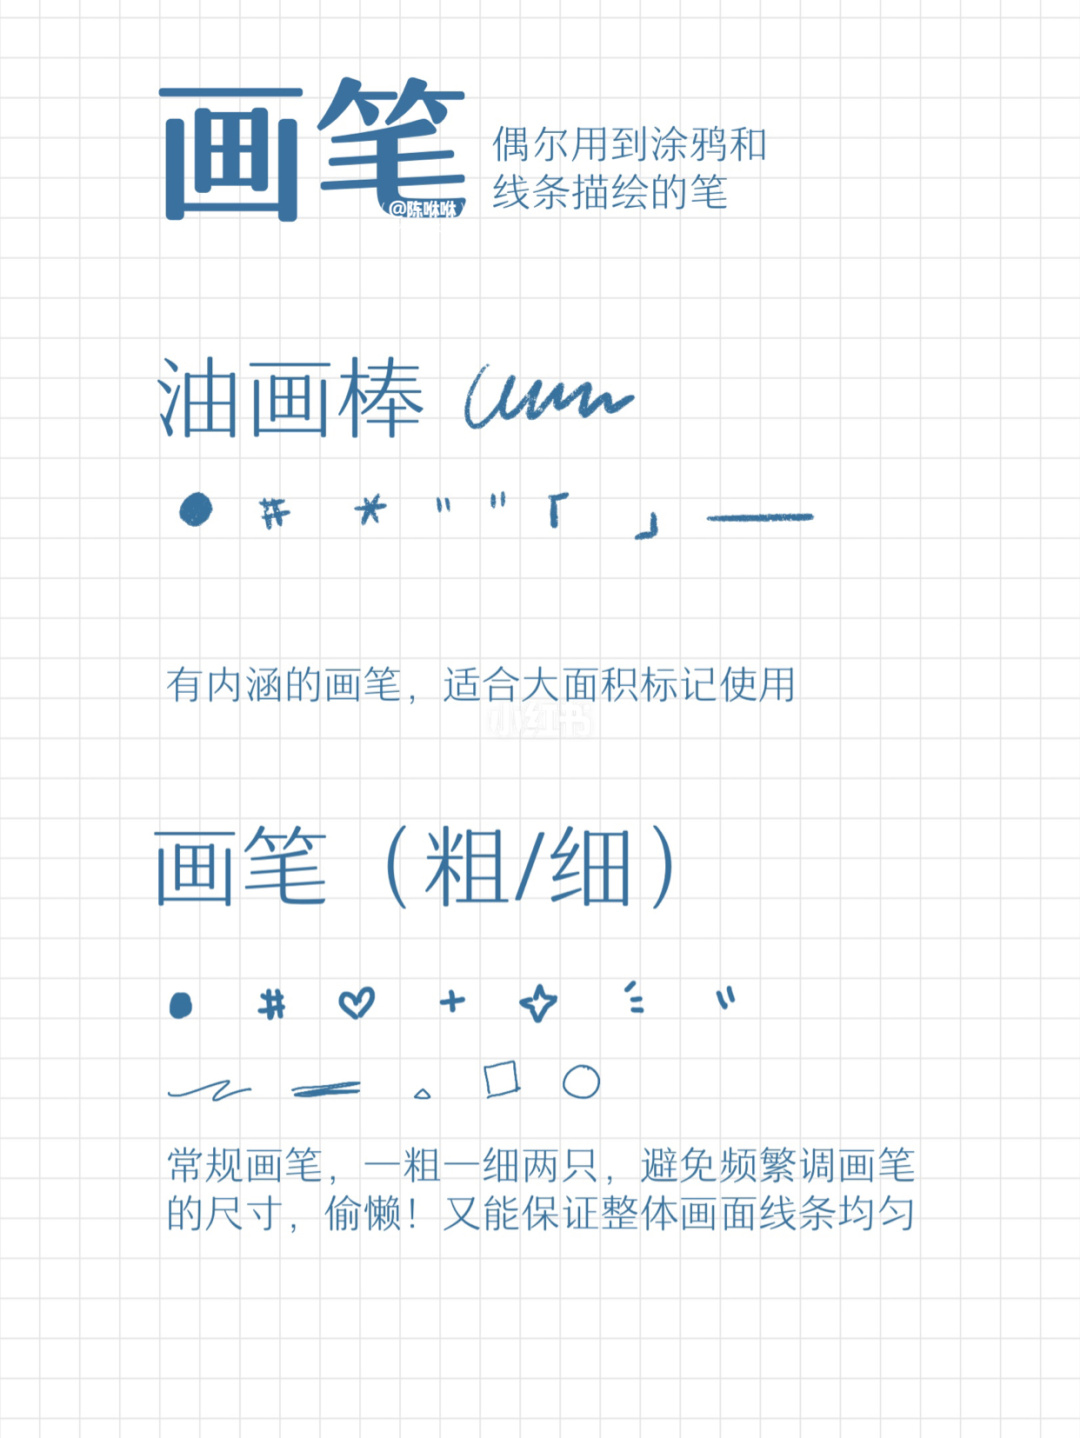 画笔
偶尔用到涂鸦和
线条描绘的笔
@陈咻咻
油画棒
# * " " 「 」 —
有内涵的画笔，适合大面积标记使用
小红书
画笔（粗/细）
# + "
常规画笔，一粗一细两只，避免频繁调画笔
的尺寸，偷懒！又能保证整体画面线条均匀